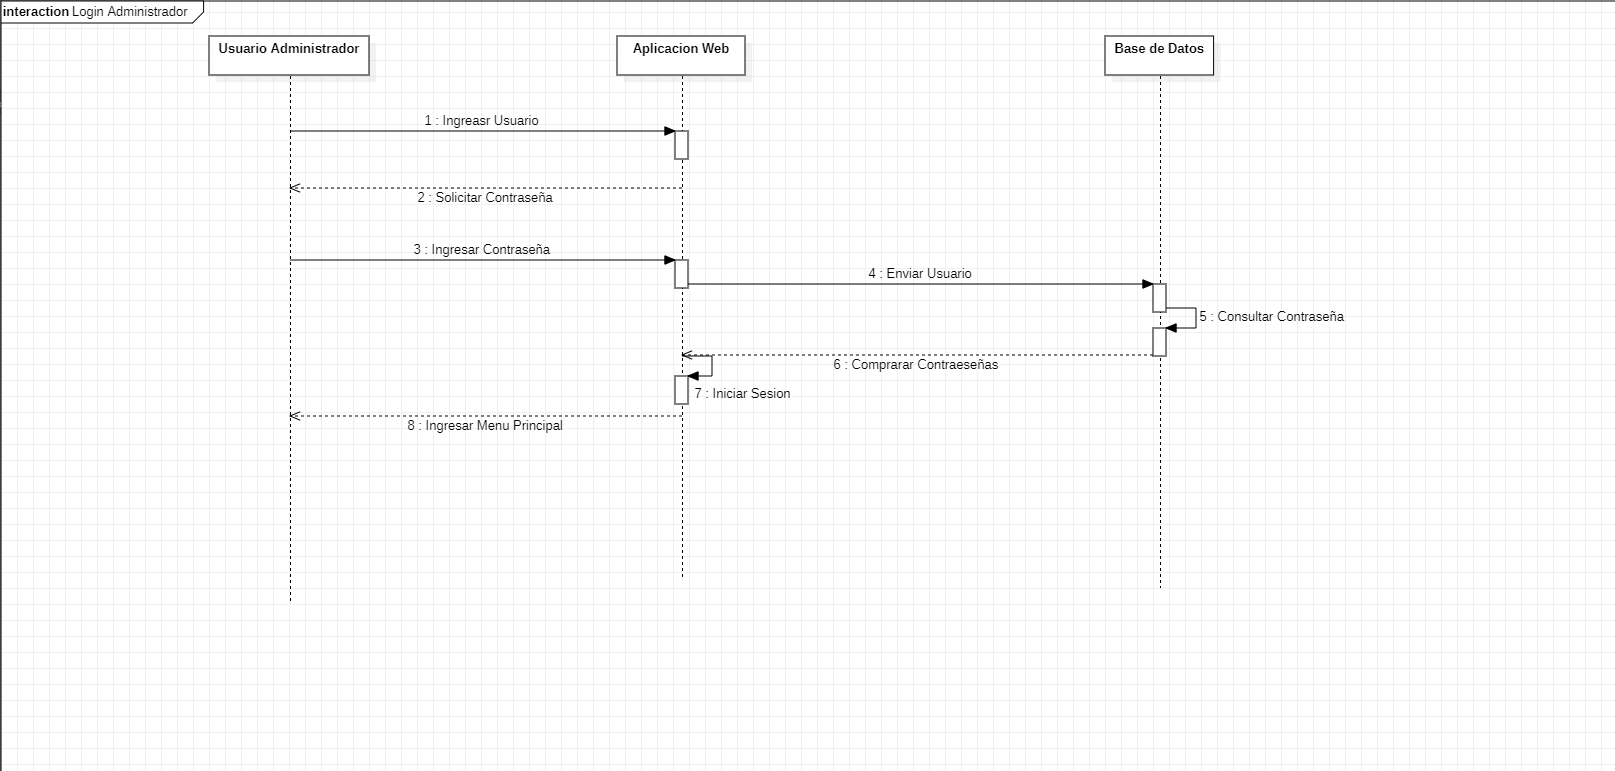 interaction Login Administrador
Usuario Administrador
Aplicacion Web
Base de Datos
1 : Ingreasr Usuario
2 : Solicitar Contraseña
3 : Ingresar Contraseña
4 : Enviar Usuario
5 : Consultar Contraseña
6 : Comprarar Contraeseñas
7 : Iniciar Sesion
8 : Ingresar Menu Principal